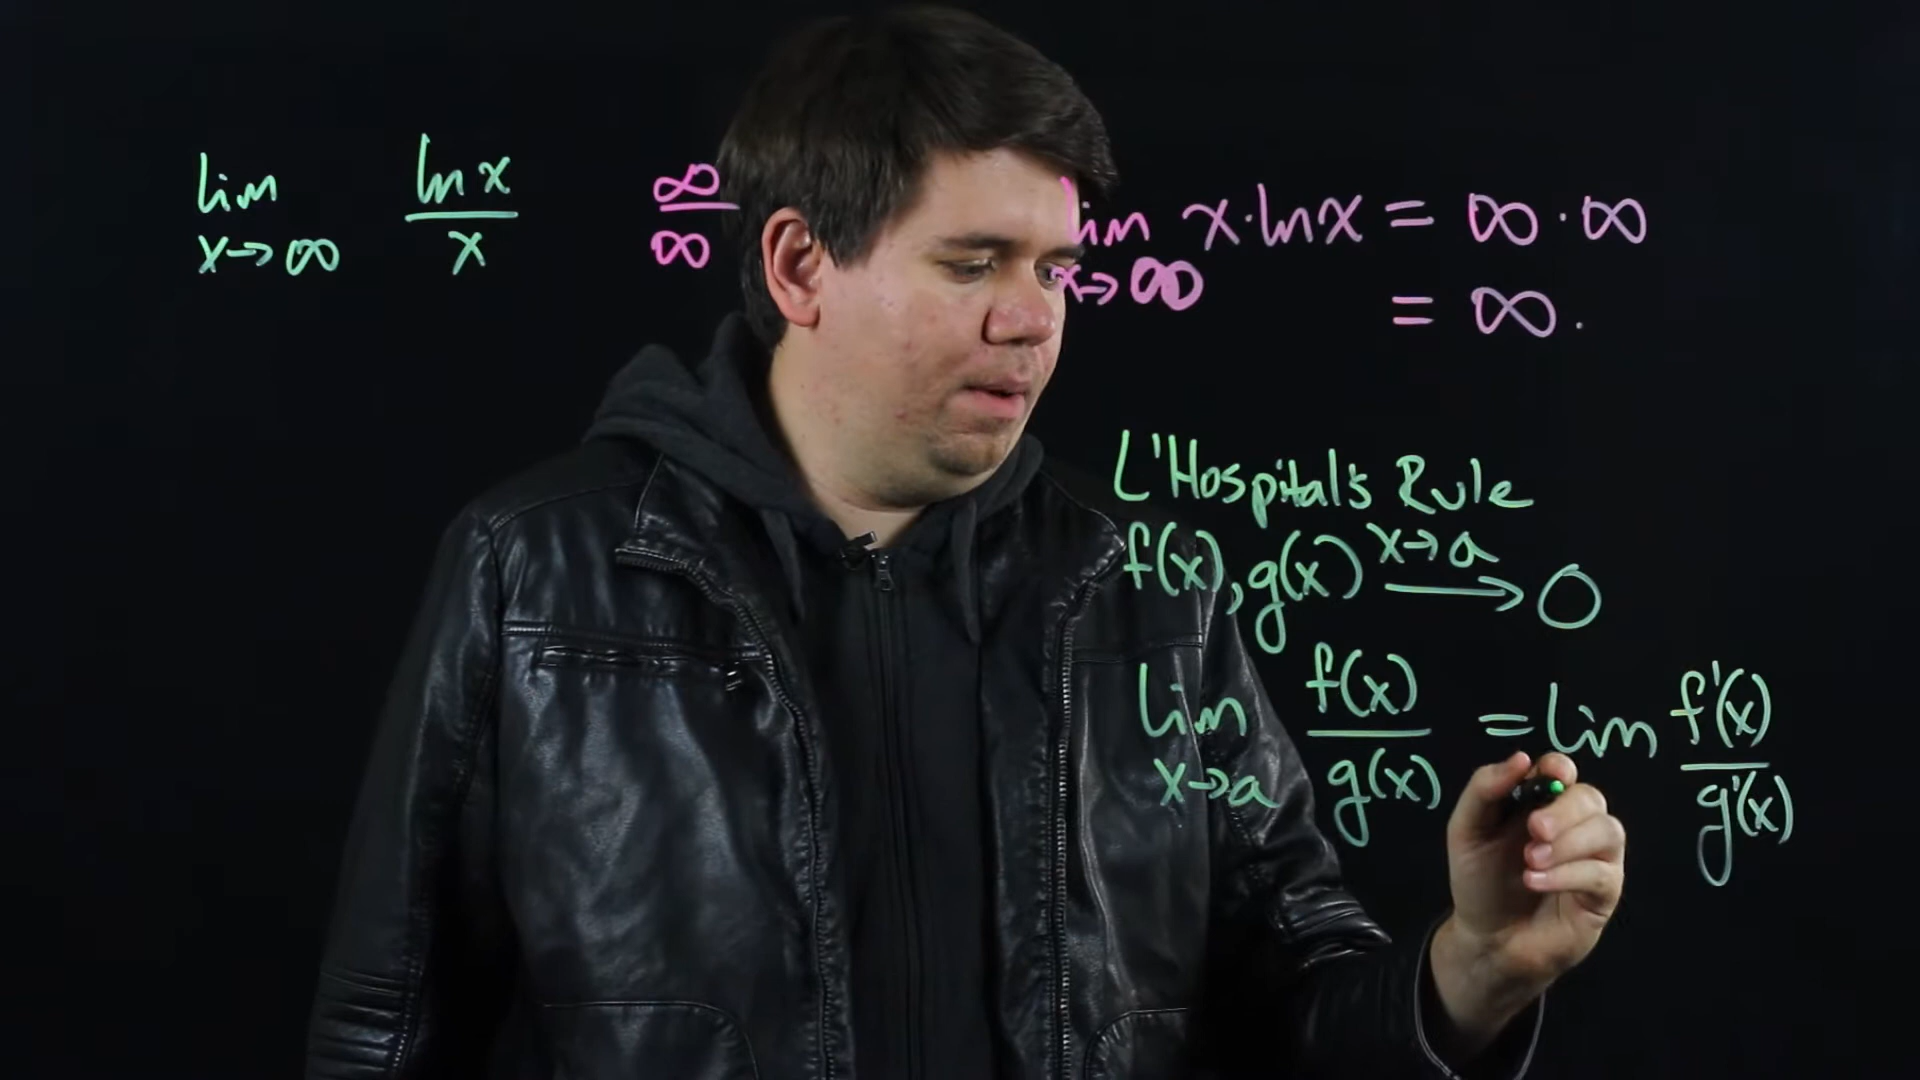 lim x→∞ ln x / x
∞/∞
lim x→∞ x·ln x = ∞·∞
= ∞.
L'Hospital's Rule
f(x), g(x) x→a → 0
lim x→a f(x)/g(x) = lim f'(x)/g'(x)